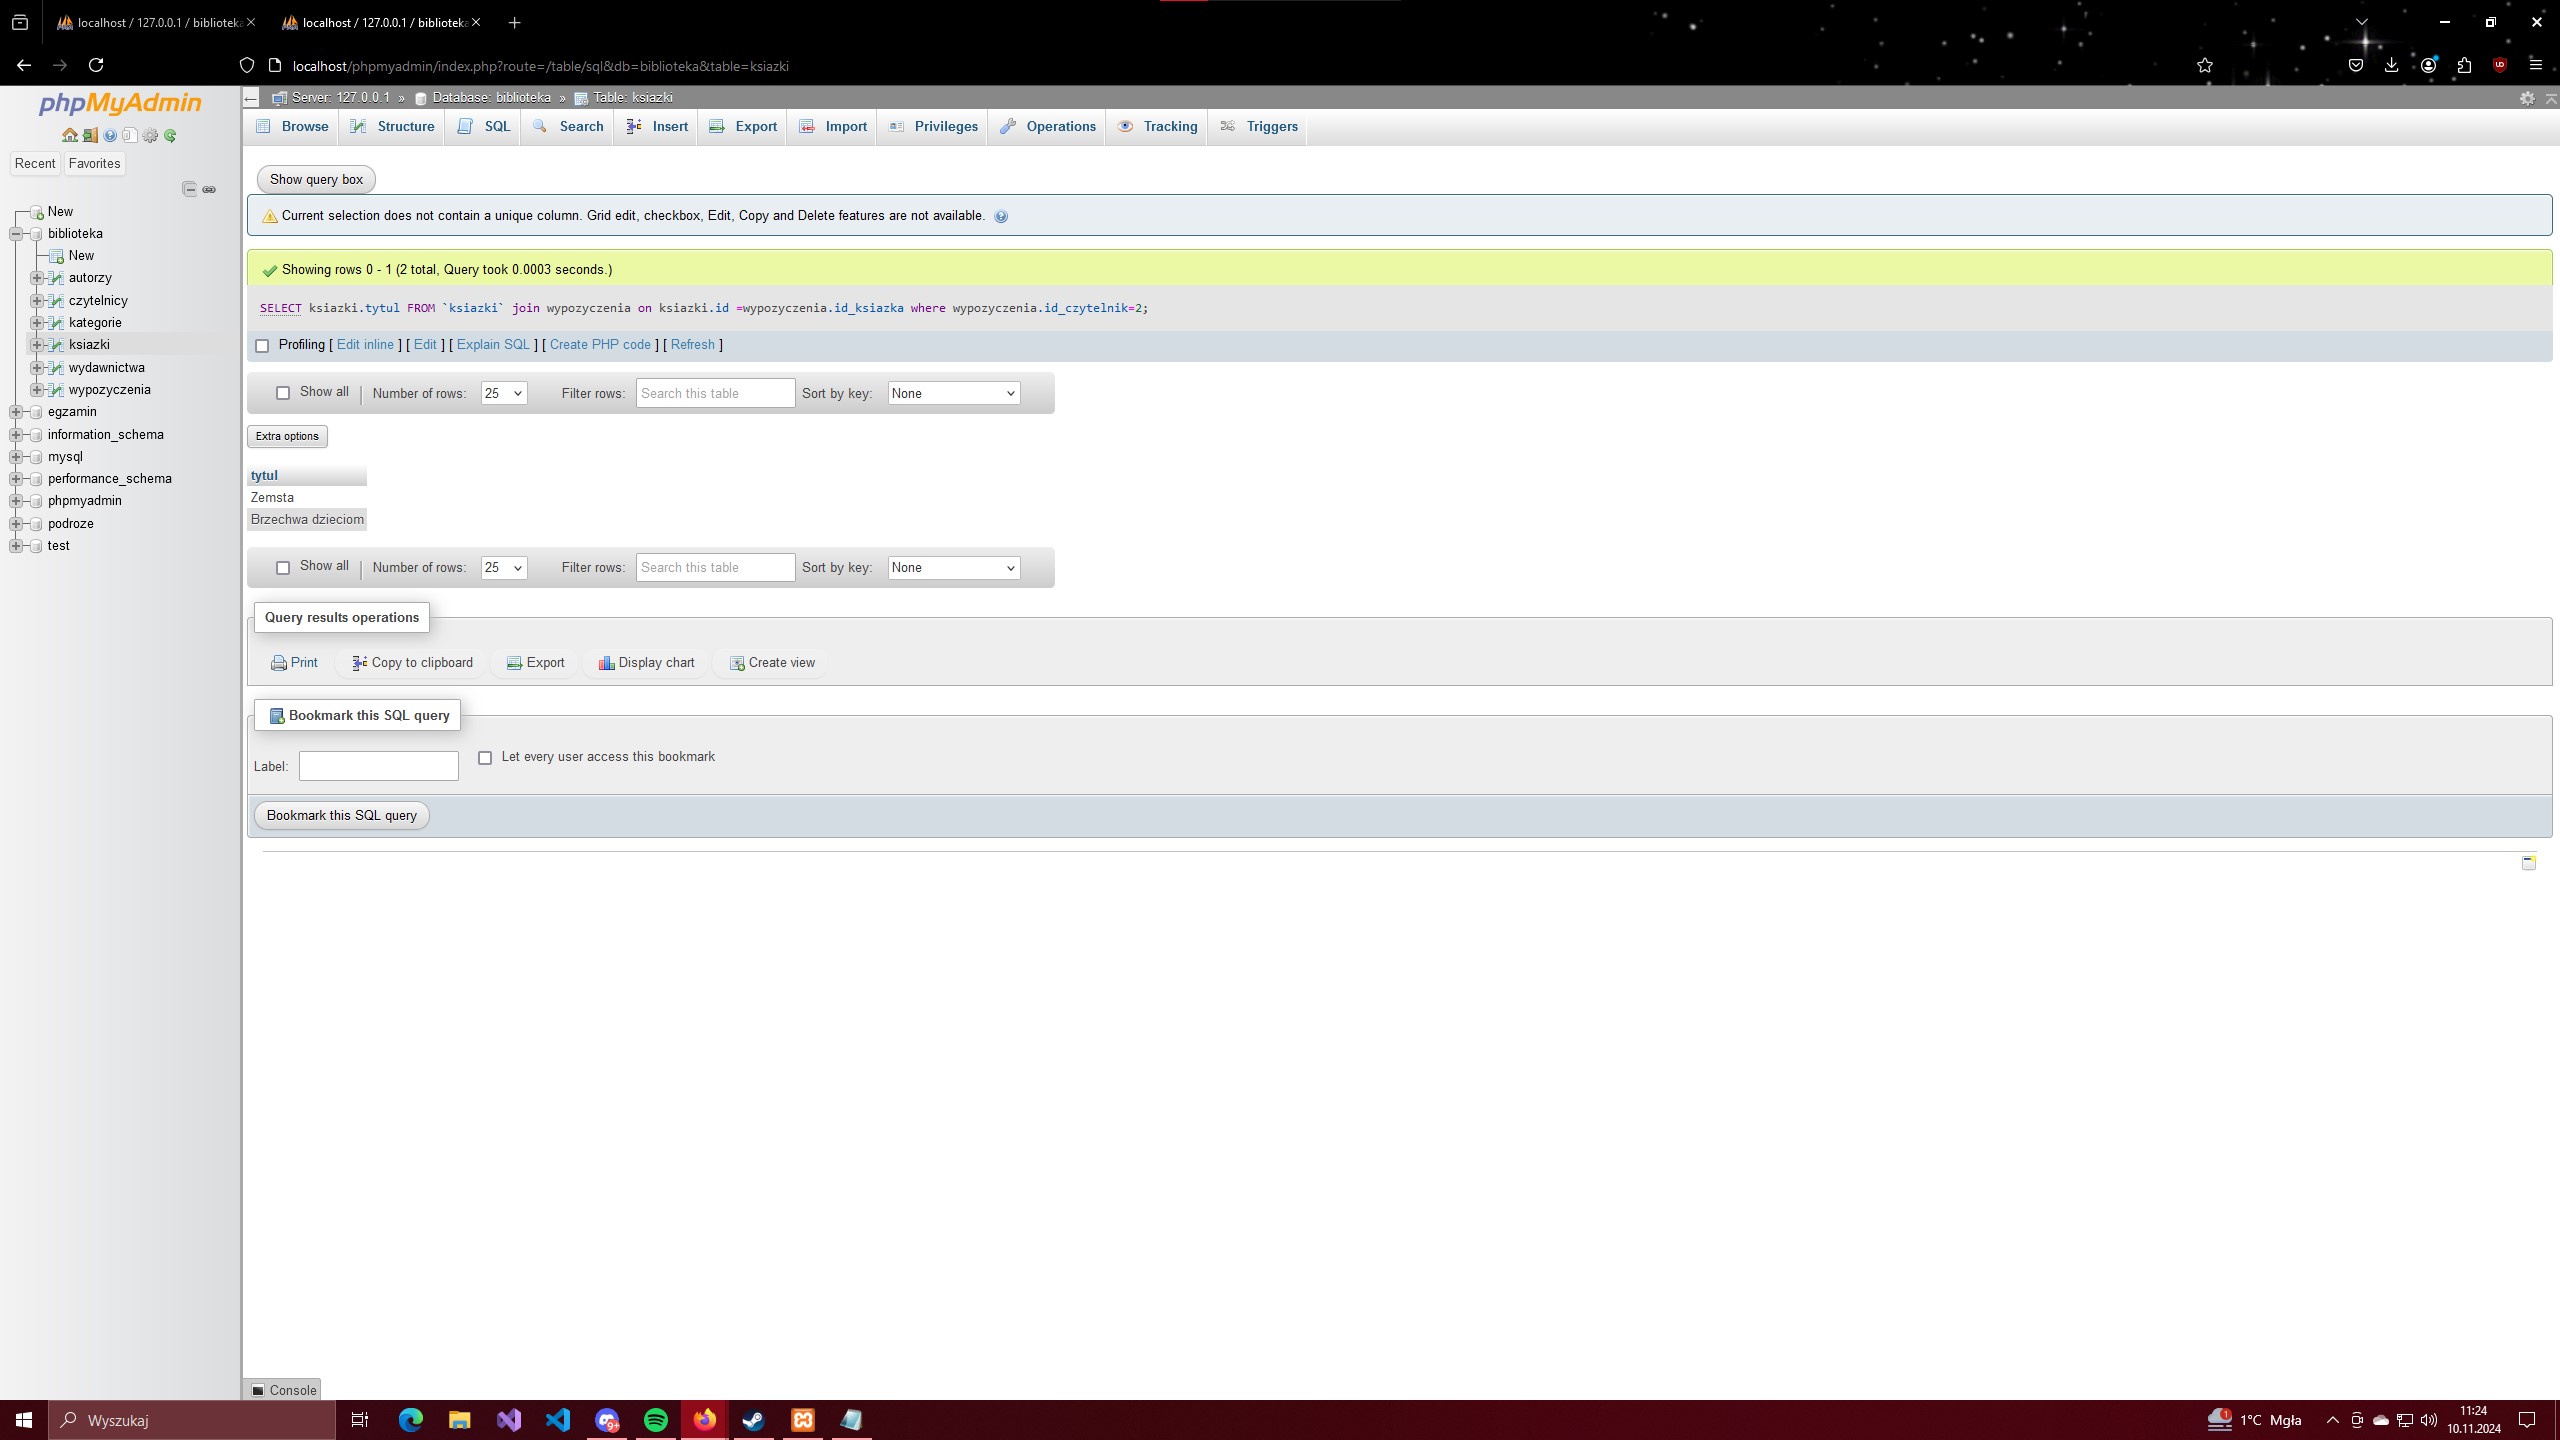 localhost / 127.0.0.1 / biblioteka
localhost / 127.0.0.1 / biblioteka
localhost/phpmyadmin/index.php?route=/table/sql&db=biblioteka&table=ksiazki
phpMyAdmin
Server: 127.0.0.1 » Database: biblioteka » Table: ksiazki
Browse Structure SQL Search Insert Export Import Privileges Operations Tracking Triggers
Recent Favorites
New
biblioteka
New
autorzy
czytelnicy
kategorie
ksiazki
wydawnictwa
wypozyczenia
egzamin
information_schema
mysql
performance_schema
phpmyadmin
podroze
test
Show query box
Current selection does not contain a unique column. Grid edit, checkbox, Edit, Copy and Delete features are not available.
Showing rows 0 - 1 (2 total, Query took 0.0003 seconds.)
SELECT ksiazki.tytul FROM `ksiazki` join wypozyczenia on ksiazki.id =wypozyczenia.id_ksiazka where wypozyczenia.id_czytelnik=2;
Profiling [ Edit inline ] [ Edit ] [ Explain SQL ] [ Create PHP code ] [ Refresh ]
Show all Number of rows: 25 Filter rows: Search this table Sort by key: None
Extra options
tytul
Zemsta
Brzechwa dzieciom
Show all Number of rows: 25 Filter rows: Search this table Sort by key: None
Query results operations
Print Copy to clipboard Export Display chart Create view
Bookmark this SQL query
Label: Let every user access this bookmark
Bookmark this SQL query
Console
Wyszukaj
9+
1
1°C Mgła
11:24
10.11.2024